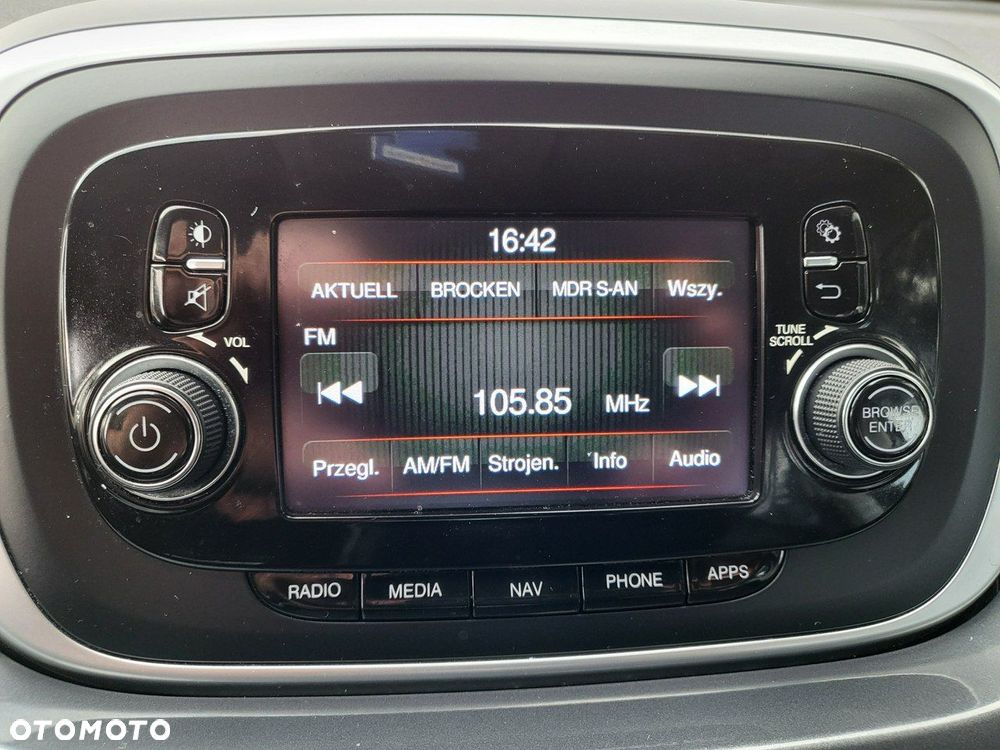 16:42
AKTUELL BROCKEN MDR S-AN Wszy.
FM
VOL
TUNE
SCROLL
105.85 MHz
BROWSE
ENTER
Przegl. AM/FM Strojen. Info Audio
RADIO MEDIA NAV PHONE APPS
OTOMOTO